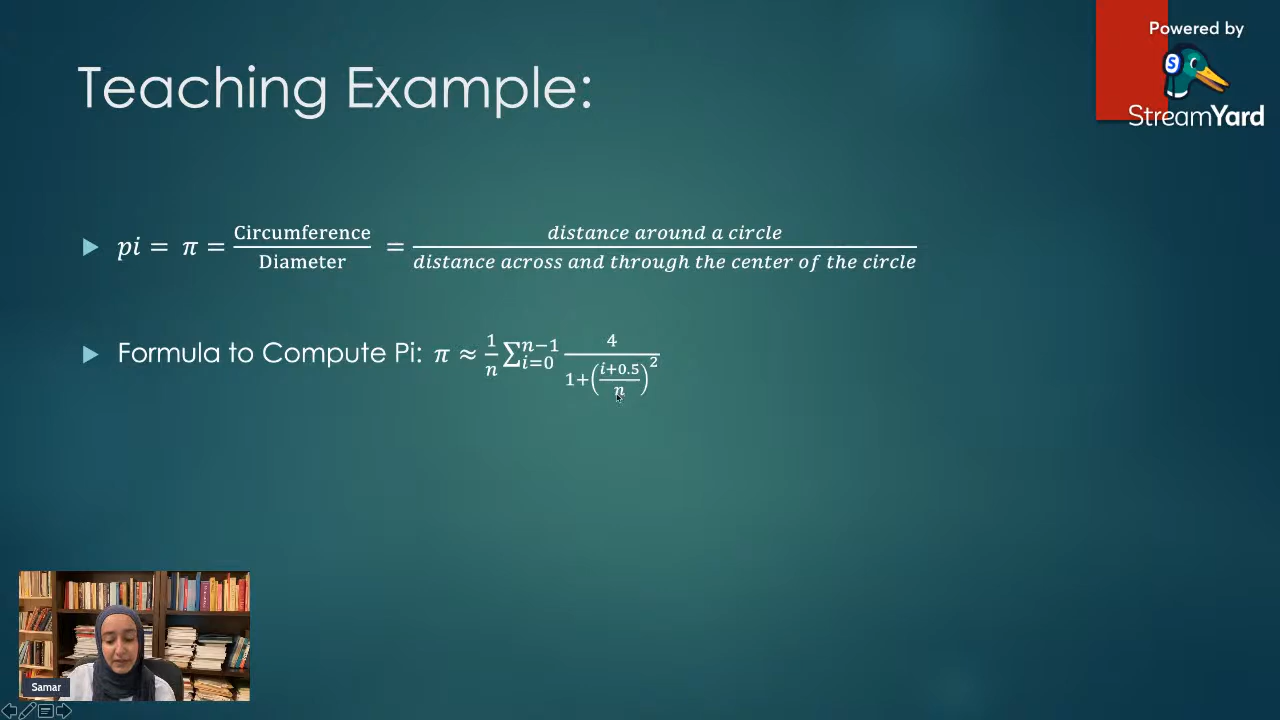 Powered by
StreamYard
Teaching Example:
pi = π = Circumference / Diameter = distance around a circle / distance across and through the center of the circle
Formula to Compute Pi: π ≈ 1/n ∑_{i=0}^{n−1} 4 / (1+((i+0.5)/n)^2)
Samar